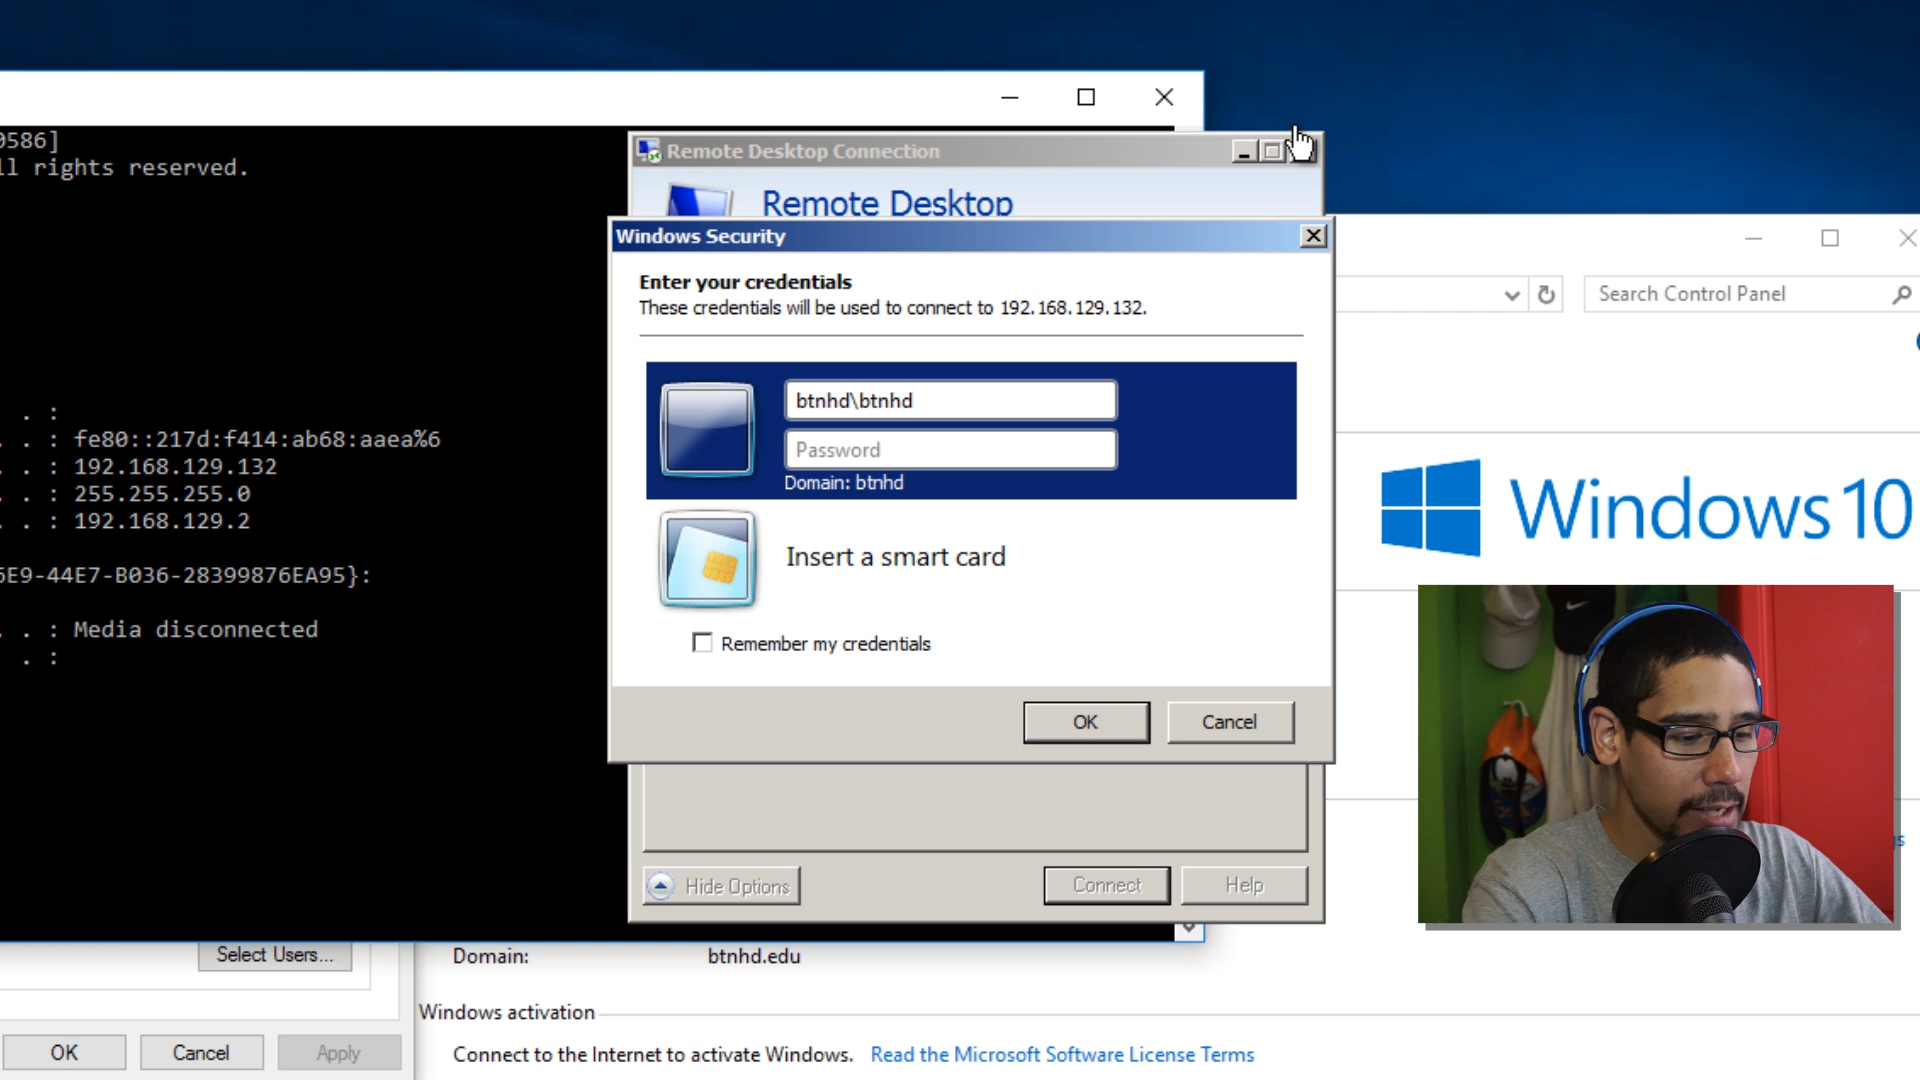 0586]
ll rights reserved.
. :
. . : fe80::217d:f414:ab68:aaea%6
. . : 192.168.129.132
. . : 255.255.255.0
. . : 192.168.129.2
6E9-44E7-B036-28399876EA95}:
. . : Media disconnected
. :
Remote Desktop Connection
Remote Desktop
Windows Security
Enter your credentials
These credentials will be used to connect to 192.168.129.132.
btnhd\btnhd
Password
Domain: btnhd
Insert a smart card
Remember my credentials
OK
Cancel
Hide Options
Connect
Help
Search Control Panel
Windows 10
Select Users...
OK
Cancel
Apply
Domain:
btnhd.edu
Windows activation
Connect to the Internet to activate Windows. Read the Microsoft Software License Terms